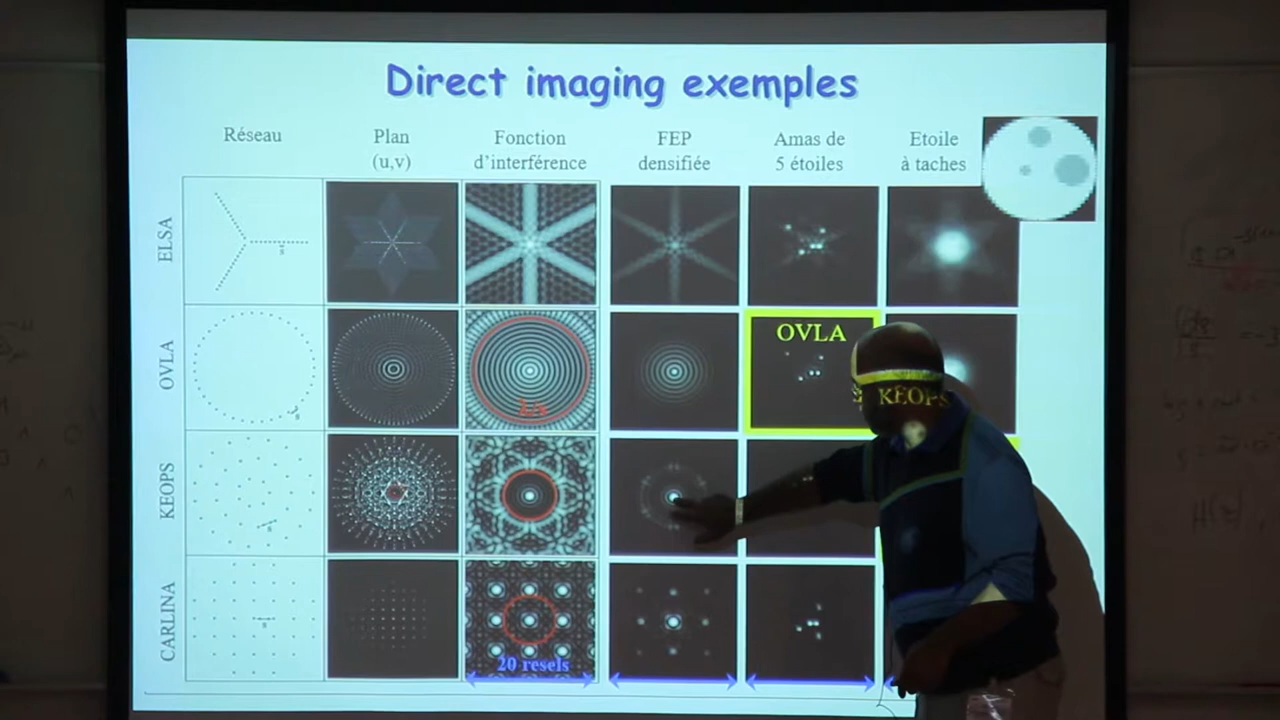 Direct imaging exemples
Réseau
Plan
(u,v)
Fonction
d'interférence
FEP
densifiée
Amas de
5 étoiles
Etoile
à taches
ELSA
OVLA
OVLA
λ/s
KEOPS
KEOPS
CARLINA
20 resels